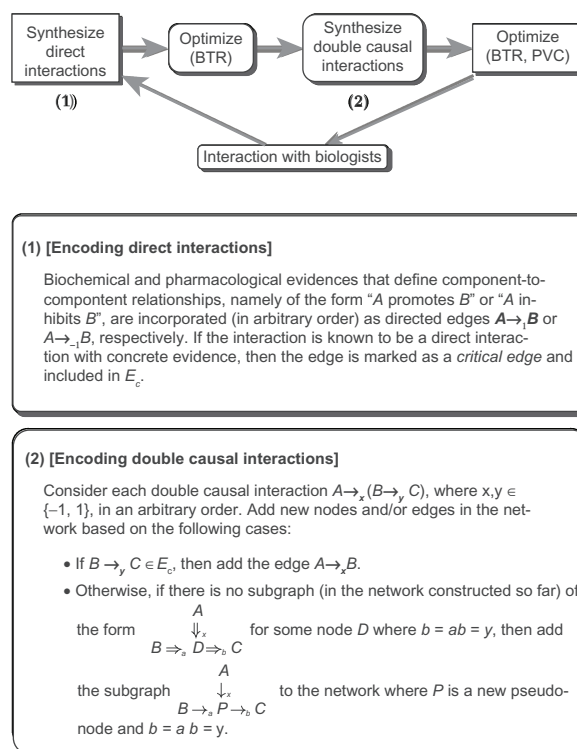 Synthesize
direct
interactions
Optimize
(BTR)
Synthesize
double causal
interactions
Optimize
(BTR, PVC)
(1)
(2)
Interaction with biologists
(1) [Encoding direct interactions]
Biochemical and pharmacological evidences that define component-to-
compontent relationships, namely of the form “A promotes B” or “A in-
hibits B”, are incorporated (in arbitrary order) as directed edges A→₁B or
A→₋₁B, respectively. If the interaction is known to be a direct interac-
tion with concrete evidence, then the edge is marked as a critical edge and
included in E_c.
(2) [Encoding double causal interactions]
Consider each double causal interaction A→ₓ(B→_y C), where x,y ∈
{−1, 1}, in an arbitrary order. Add new nodes and/or edges in the net-
work based on the following cases:
• If B →_y C ∈ E_c, then add the edge A→ₓB.
• Otherwise, if there is no subgraph (in the network constructed so far) of
A
the form ⇓ₓ for some node D where b = ab = y, then add
B ⇒ₐ D ⇒_b C
A
the subgraph ↓ₓ to the network where P is a new pseudo-
B →ₐ P →_b C
node and b = a b = y.